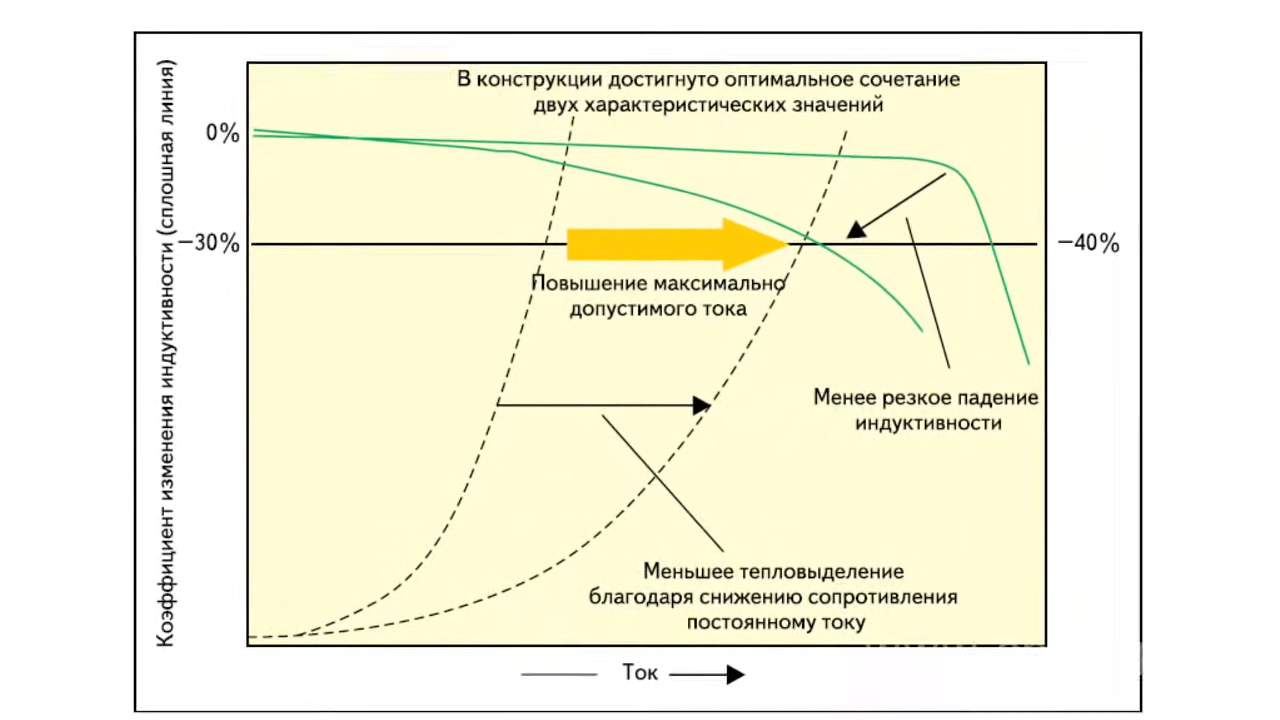 В конструкции достигнуто оптимальное сочетание
двух характеристических значений
Коэффициент изменения индуктивности (сплошная линия)
0%
−30%
−40%
Повышение максимально
допустимого тока
Менее резкое падение
индуктивности
Меньшее тепловыделение
благодаря снижению сопротивления
постоянному току
Ток